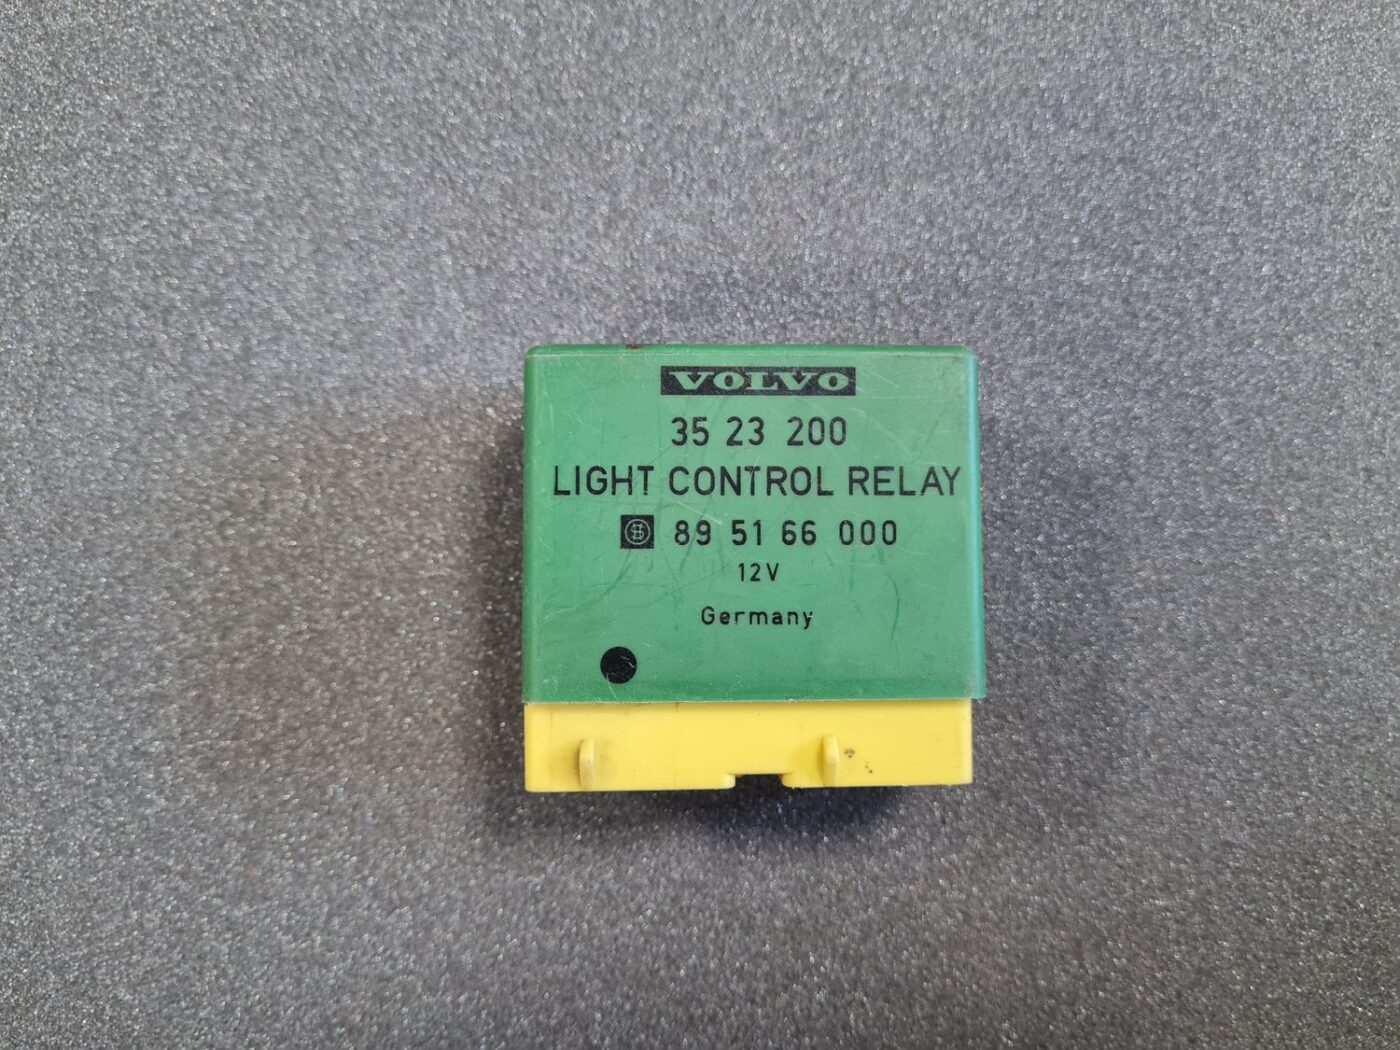 VOLVO
35 23 200
LIGHT CONTROL RELAY
89 51 66 000
12V
Germany